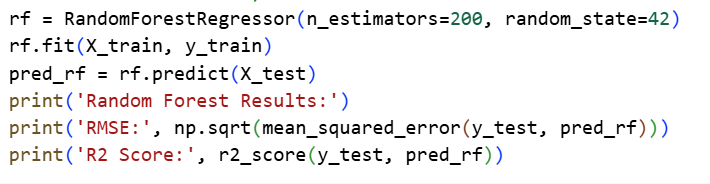 rf = RandomForestRegressor(n_estimators=200, random_state=42)
rf.fit(X_train, y_train)
pred_rf = rf.predict(X_test)
print('Random Forest Results:')
print('RMSE:', np.sqrt(mean_squared_error(y_test, pred_rf)))
print('R2 Score:', r2_score(y_test, pred_rf))